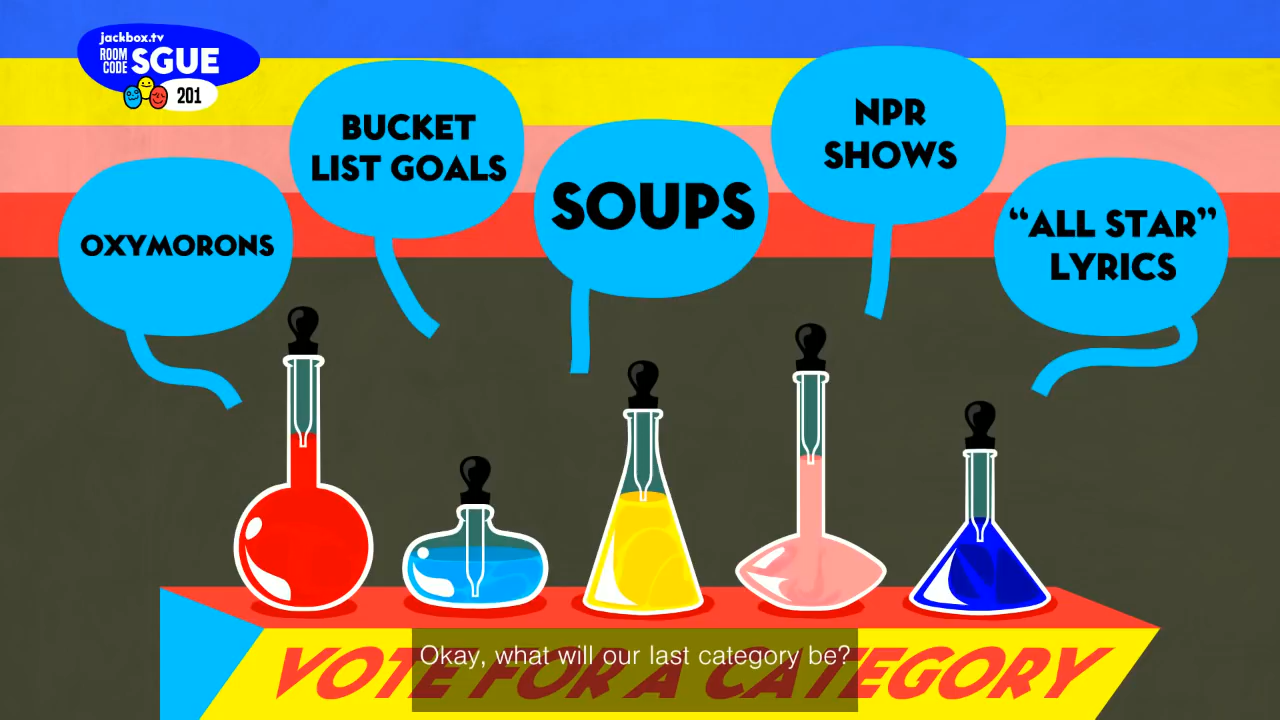 jackbox.tv
ROOM CODE SGUE
201
BUCKET
LIST GOALS
NPR
SHOWS
SOUPS
OXYMORONS
“ALL STAR”
LYRICS
Okay, what will our last category be?
VOTE FOR A CATEGORY